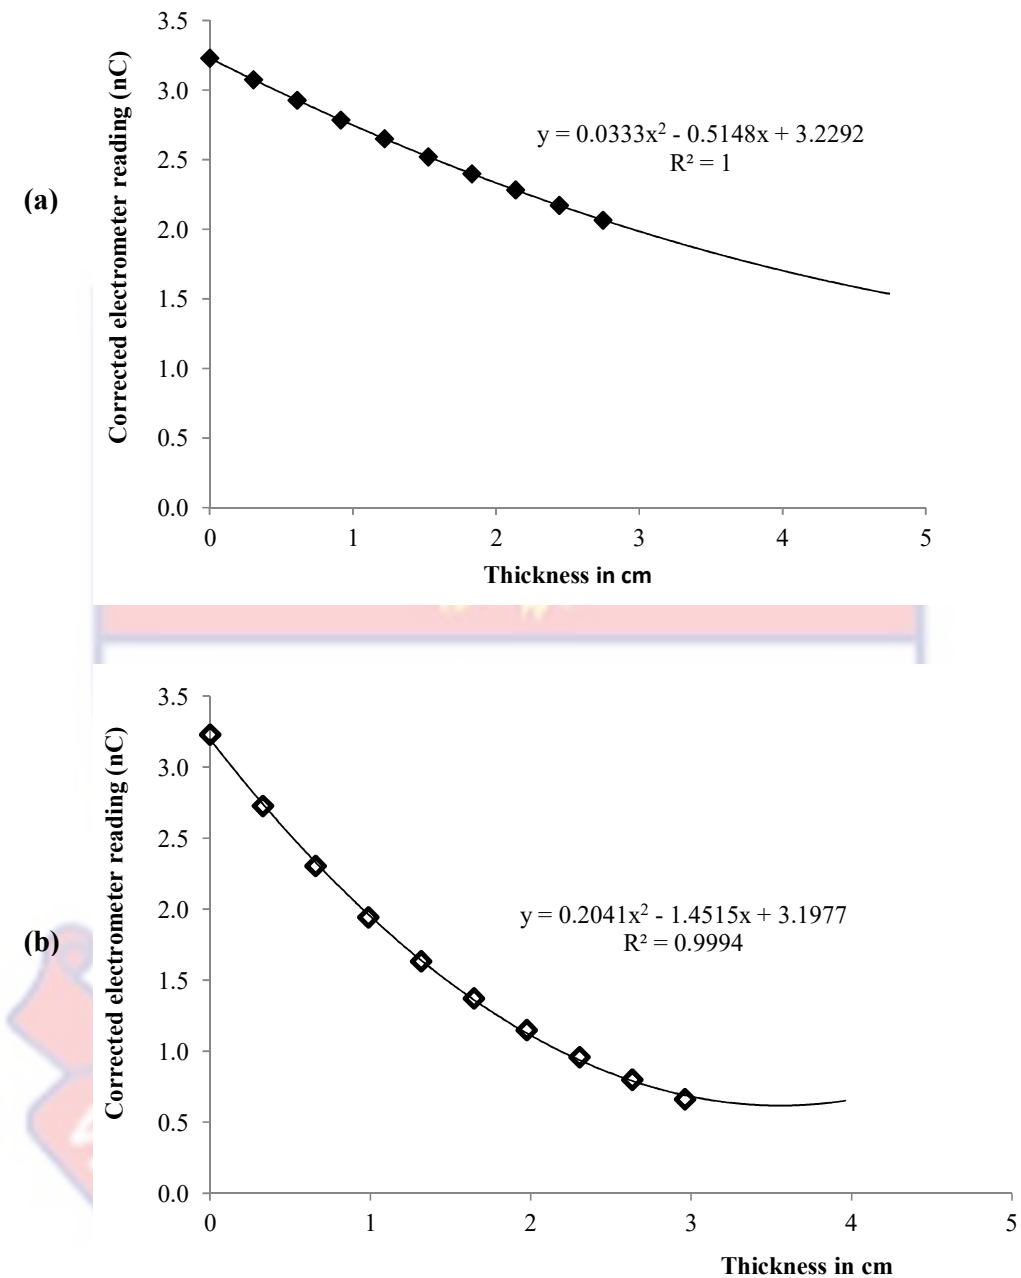 (a)
Corrected electrometer reading (nC)
3.5
3.0
2.5
2.0
1.5
1.0
0.5
0.0
y = 0.0333x² - 0.5148x + 3.2292
R² = 1
0 1 2 3 4 5
Thickness in cm
(b)
Corrected electrometer reading (nC)
3.5
3.0
2.5
2.0
1.5
1.0
0.5
0.0
y = 0.2041x² - 1.4515x + 3.1977
R² = 0.9994
0 1 2 3 4 5
Thickness in cm